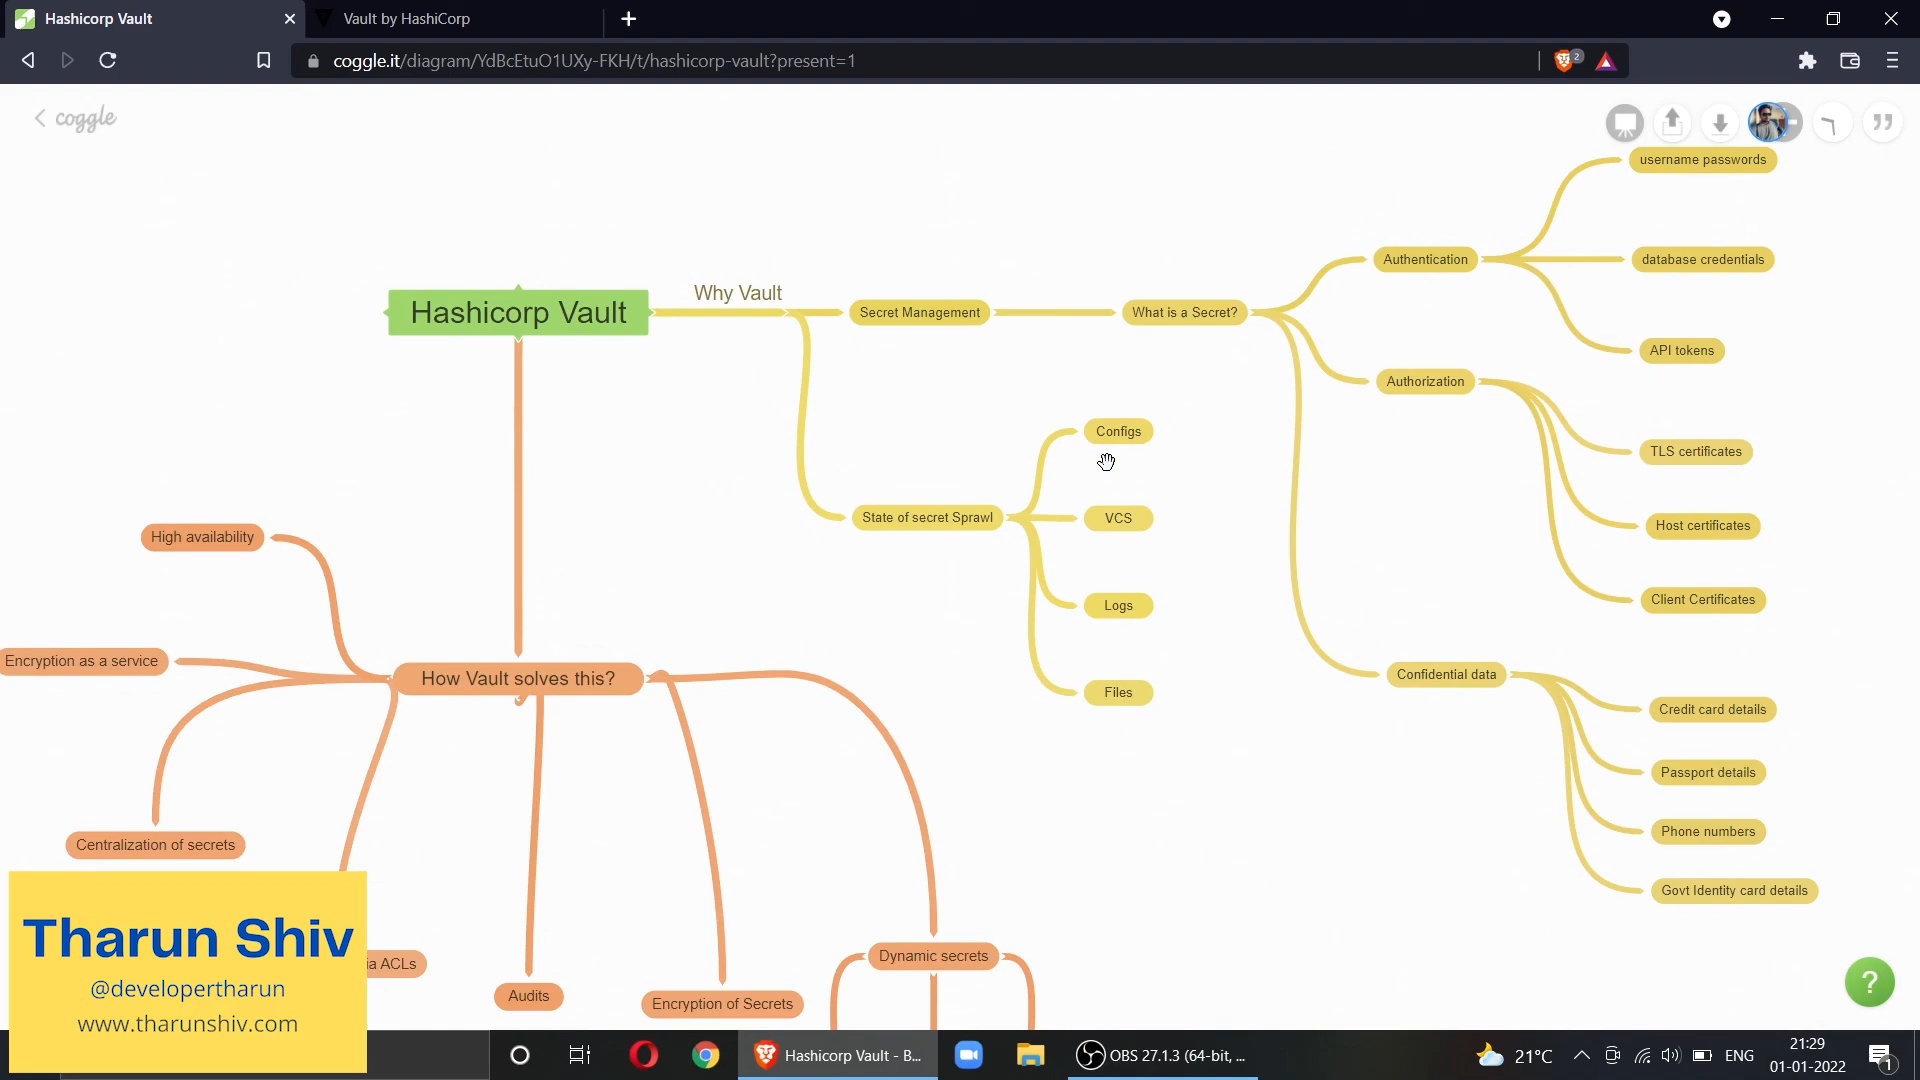 Hashicorp Vault
Vault by HashiCorp
coggle.it/diagram/YdBcEtuO1UXy-FKH/t/hashicorp-vault?present=1
2
coggle
username passwords
Authentication
database credentials
Why Vault
Hashicorp Vault
Secret Management
What is a Secret?
API tokens
Authorization
Configs
TLS certificates
State of secret Sprawl
VCS
Host certificates
High availability
Client Certificates
Logs
Encryption as a service
How Vault solves this?
Confidential data
Files
Credit card details
Passport details
Phone numbers
Centralization of secrets
Govt Identity card details
Tharun Shiv
@developertharun
www.tharunshiv.com
ia ACLs
Dynamic secrets
Audits
Encryption of Secrets
?
Hashicorp Vault - B...
OBS 27.1.3 (64-bit, ...
21°C
ENG
21:29
01-01-2022
1